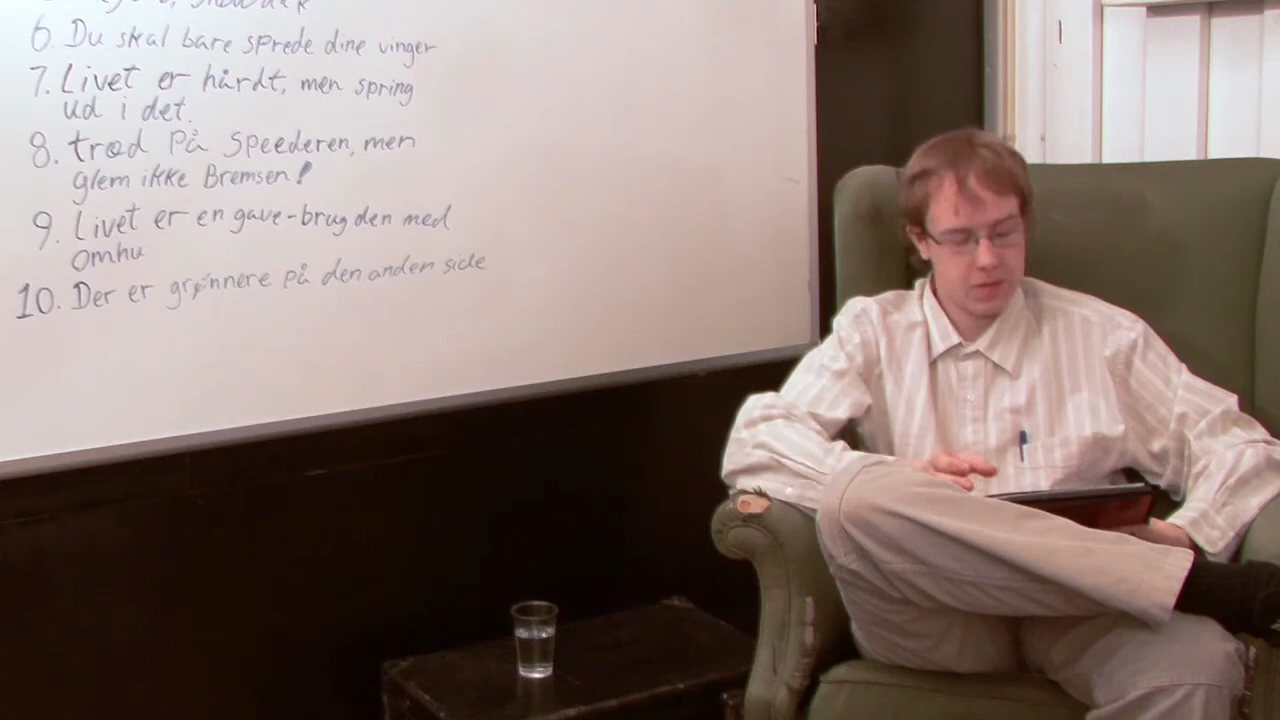 6. Du skal bare sprede dine vinger
7. Livet er hårdt, men spring
ud i det.
8. træd På Speederen, men
glem ikke Bremsen!
9. Livet er en gave-brug den med
omhu
10. Der er grønnere på den anden side